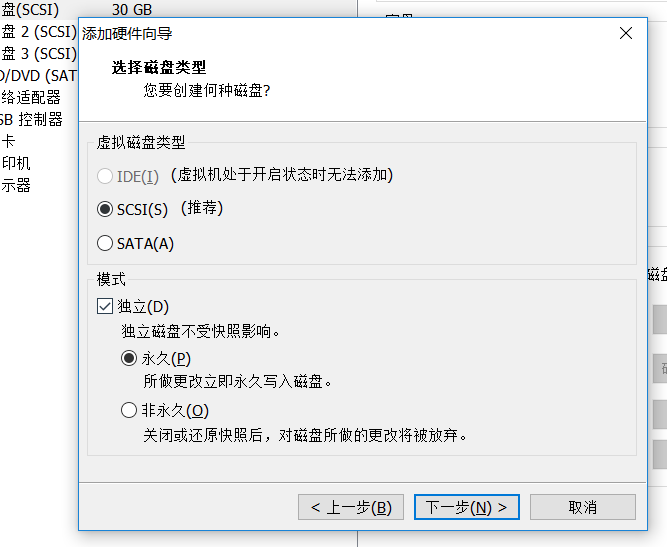 盘(SCSI) 30 GB
盘 2 (SCSI)
盘 3 (SCSI)
D/DVD (SAT
络适配器
SB 控制器
卡
印机
示器
添加硬件向导
选择磁盘类型
您要创建何种磁盘?
虚拟磁盘类型
IDE(I) (虚拟机处于开启状态时无法添加)
SCSI(S) (推荐)
SATA(A)
模式
独立(D)
独立磁盘不受快照影响。
永久(P)
所做更改立即永久写入磁盘。
非永久(O)
关闭或还原快照后，对磁盘所做的更改将被放弃。
< 上一步(B)
下一步(N) >
取消